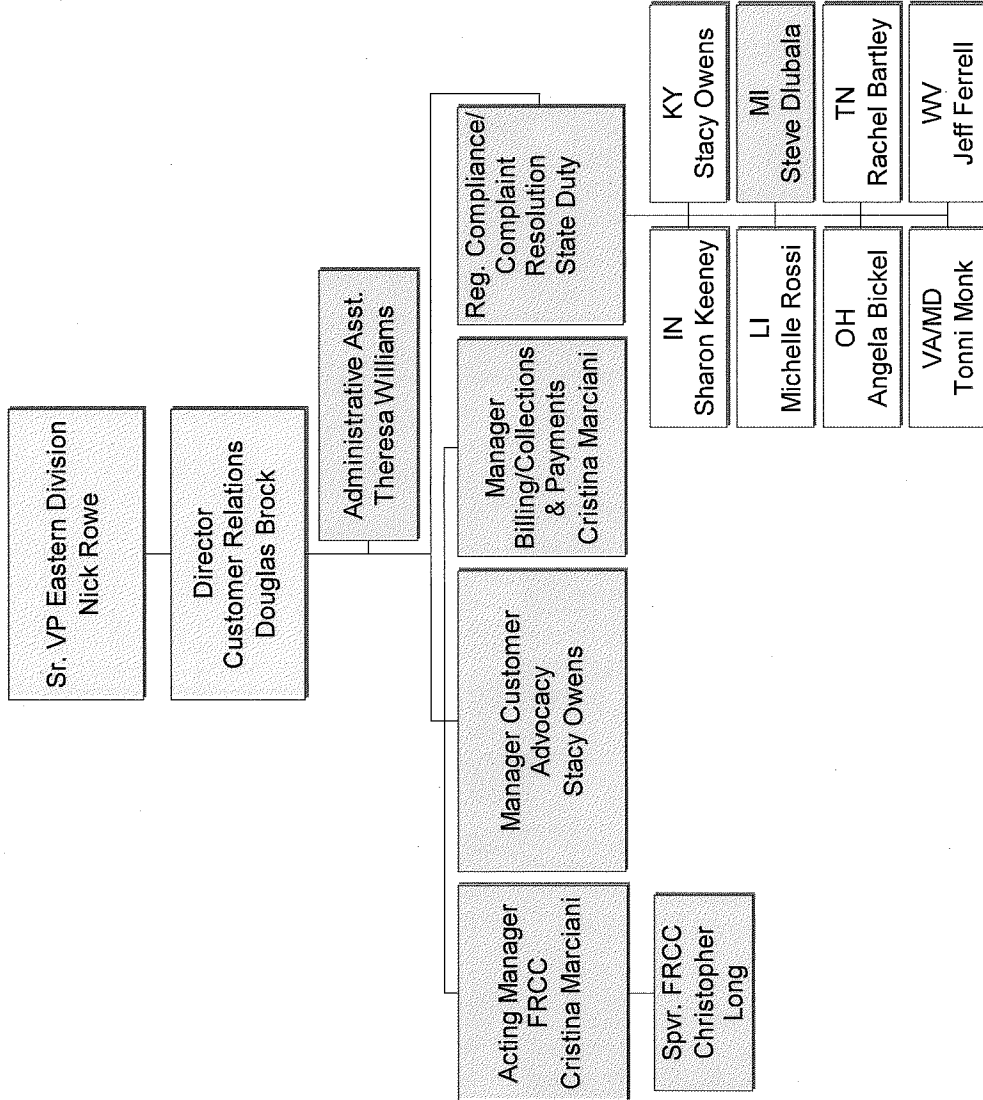 Sr. VP Eastern Division
Nick Rowe
Director
Customer Relations
Douglas Brock
Administrative Asst.
Theresa Williams
Acting Manager
FRCC
Cristina Marciani
Manager Customer
Advocacy
Stacy Owens
Manager
Billing/Collections
& Payments
Cristina Marciani
Reg. Compliance/
Complaint
Resolution
State Duty
Spvr. FRCC
Christopher
Long
IN
Sharon Keeney
KY
Stacy Owens
LI
Michelle Rossi
MI
Steve Dlubala
OH
Angela Bickel
TN
Rachel Bartley
VA/MD
Tonni Monk
WV
Jeff Ferrell